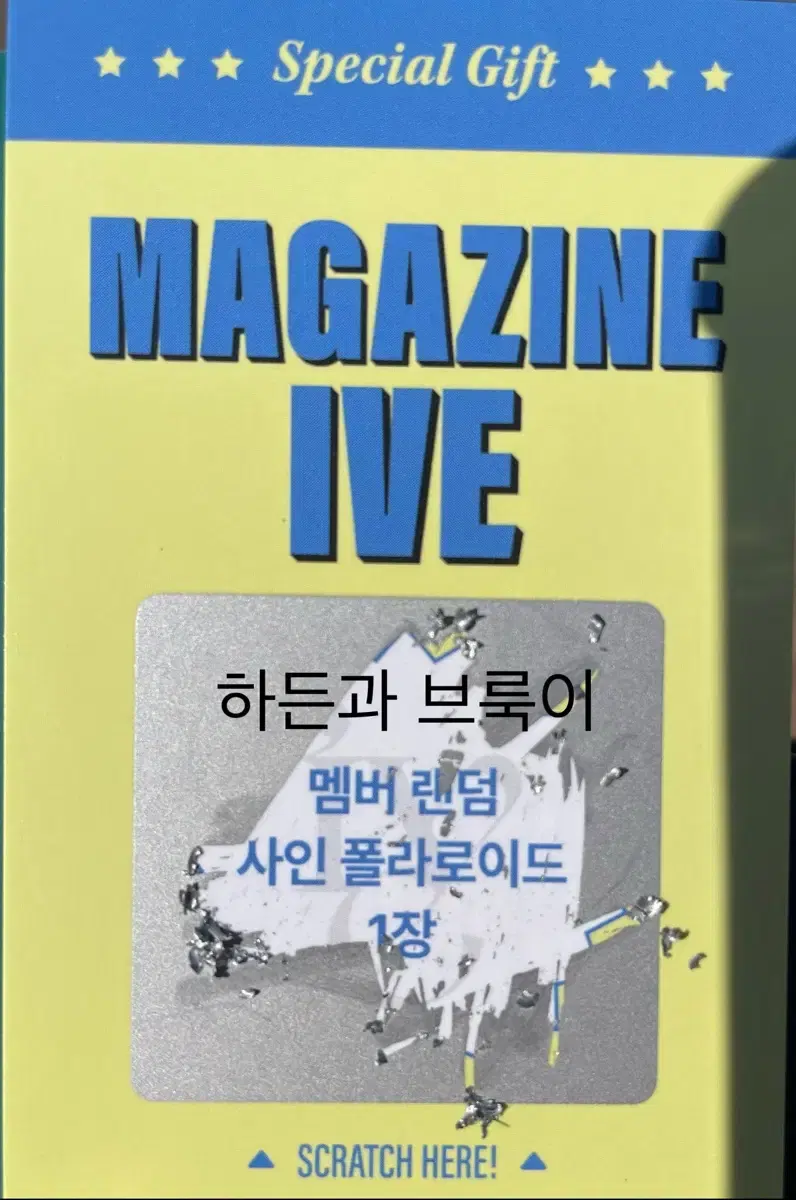 ★ ★ ★ Special Gift ★ ★ ★
MAGAZINE
IVE
하든과 브룩이
멤버 랜덤
사인 폴라로이드
1장
▲ SCRATCH HERE! ▲